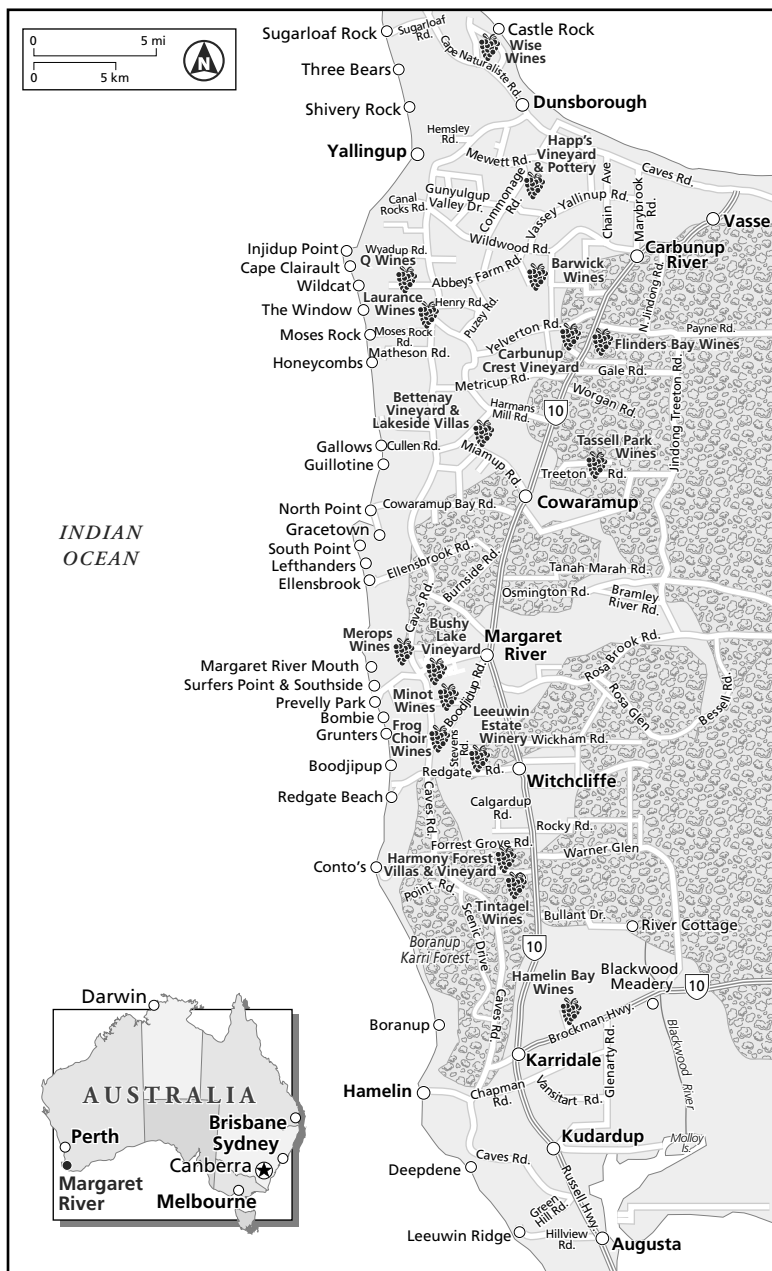 0
5 mi
0
5 km
N
Sugarloaf Rock
Sugarloaf
Rd.
Castle Rock
Wise
Wines
Cape Naturaliste Rd.
Three Bears
Shivery Rock
Dunsborough
Yallingup
Hemsley
Rd.
Mewett Rd.
Happ's
Vineyard
& Pottery
Caves Rd.
Chain Ave
Marybrook
Rd.
Commonage
Rd.
Gunyulgup
Valley Dr.
Canal
Rocks Rd.
Vassey Yallinup Rd.
Vasse
Wildwood Rd.
Carbunup
River
Injidup Point
Wyadup Rd.
Q Wines
Cape Clairault
Abbeys Farm Rd.
Barwick
Wines
Wildcat
Laurance
Wines
Henry Rd.
Puzey Rd.
N. Jindong Rd.
The Window
Moses Rock
Moses Rock
Rd.
Yelverton Rd.
Payne Rd.
Flinders Bay Wines
Matheson Rd.
Honeycombs
Carbunup
Crest Vineyard
Gale Rd.
Metricup Rd.
Worgan Rd.
Jindong Treeton Rd.
Bettenay
Vineyard &
Lakeside Villas
Harmans
Mill Rd.
10
Tassell Park
Wines
Gallows
Cullen Rd.
Guillotine
Miamup Rd.
Treeton Rd.
Cowaramup
North Point
Cowaramup Bay Rd.
Gracetown
INDIAN
OCEAN
South Point
Lefthanders
Ellensbrook
Ellensbrook Rd.
Burnside Rd.
Tanah Marah Rd.
Osmington Rd.
Bramley
River Rd.
Caves Rd.
Merops
Wines
Bushy
Lake
Vineyard
Margaret
River
Rosa Brook Rd.
Margaret River Mouth
Surfers Point & Southside
Prevelly Park
Minot
Wines
Boodjidup Rd.
Rosa Glen
Bessell Rd.
Bombie
Grunters
Frog
Choir
Wines
Stevens
Rd.
Leeuwin
Estate
Winery
Wickham Rd.
Boodjipup
Redgate Rd.
Witchcliffe
Redgate Beach
Caves Rd.
Calgardup
Rd.
Rocky Rd.
Forrest Grove Rd.
Warner Glen
Conto's
Harmony Forest
Villas & Vineyard
Point Rd.
Tintagel
Wines
Scenic Drive
Bullant Dr.
River Cottage
Boranup
Karri Forest
10
Hamelin Bay
Wines
Blackwood
Meadery
10
Boranup
Caves Rd.
Brockman Hwy.
Karridale
Blackwood River
Hamelin
Chapman
Rd.
Vansitart Rd.
Glenarty Rd.
Kudardup
Molloy
Is.
Deepdene
Caves Rd.
Green
Hill Rd.
Russell Hwy.
Leeuwin Ridge
Hillview
Rd.
Augusta
Darwin
AUSTRALIA
Brisbane
Perth
Sydney
Canberra
Margaret
River
Melbourne